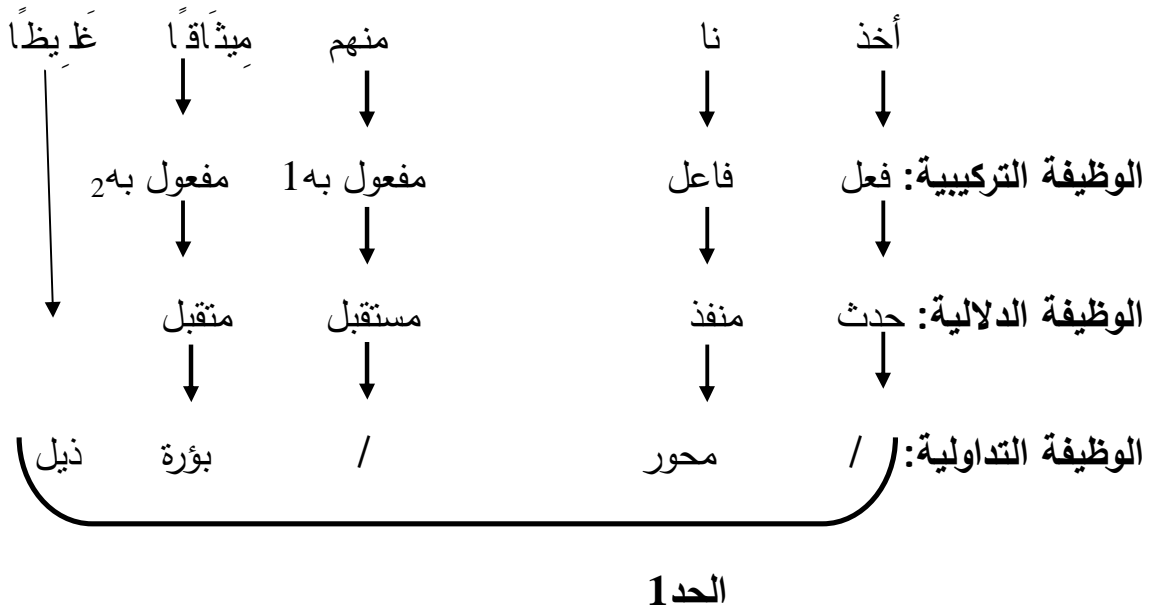 أخذ نا منهم مِيثَاقًا غَلِيظًا
الوظيفة التركيبية: فعل فاعل مفعول به1 مفعول به2
الوظيفة الدلالية: حدث منفذ مستقبل متقبل
الوظيفة التداولية: / محور / بؤرة ذيل
الحد1